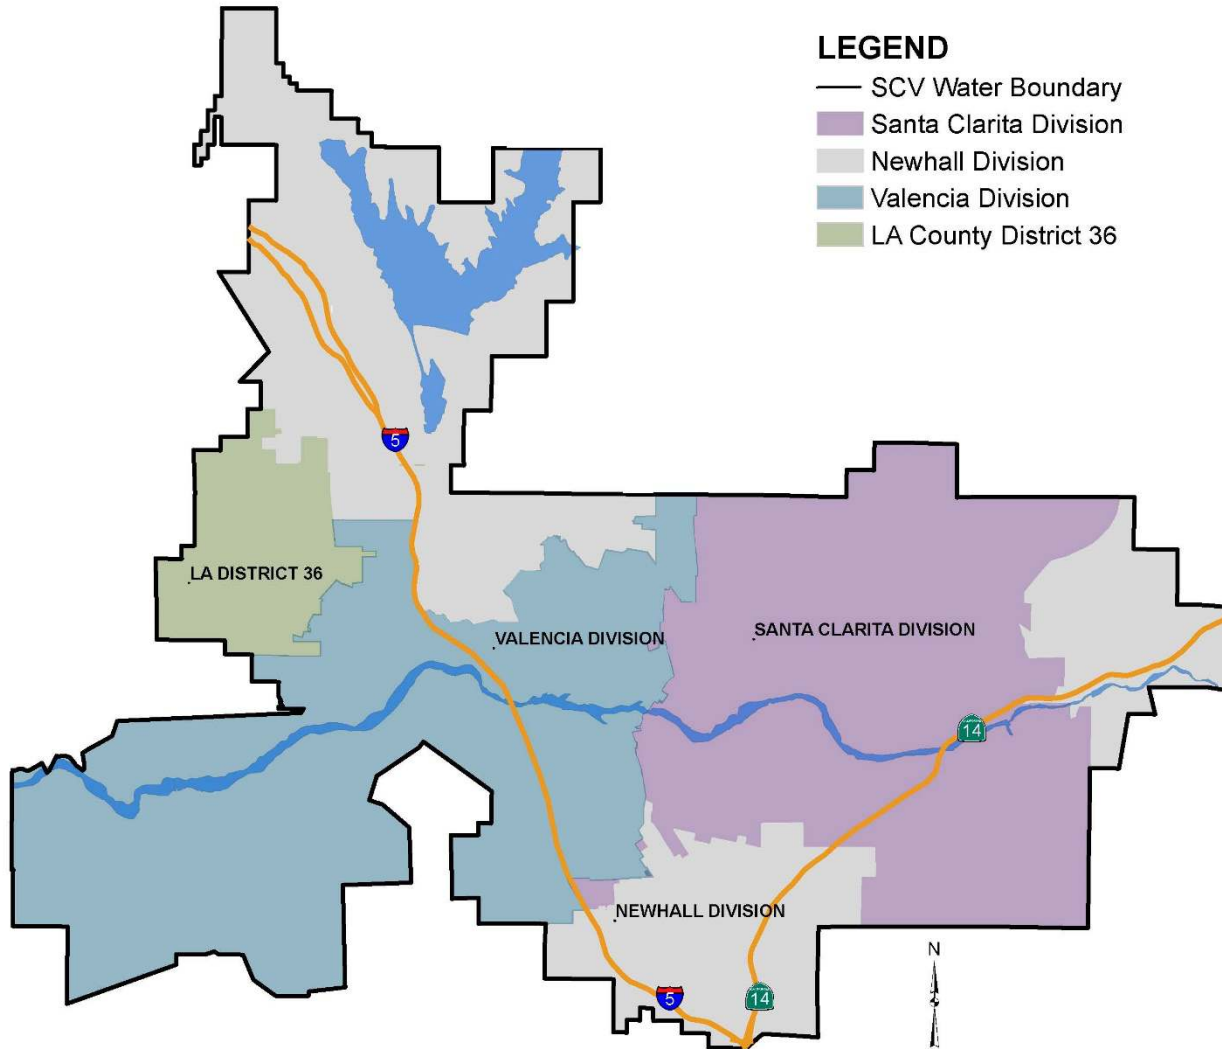 LEGEND
SCV Water Boundary
Santa Clarita Division
Newhall Division
Valencia Division
LA County District 36
5
LA DISTRICT 36
VALENCIA DIVISION
SANTA CLARITA DIVISION
14
NEWHALL DIVISION
N
5
14